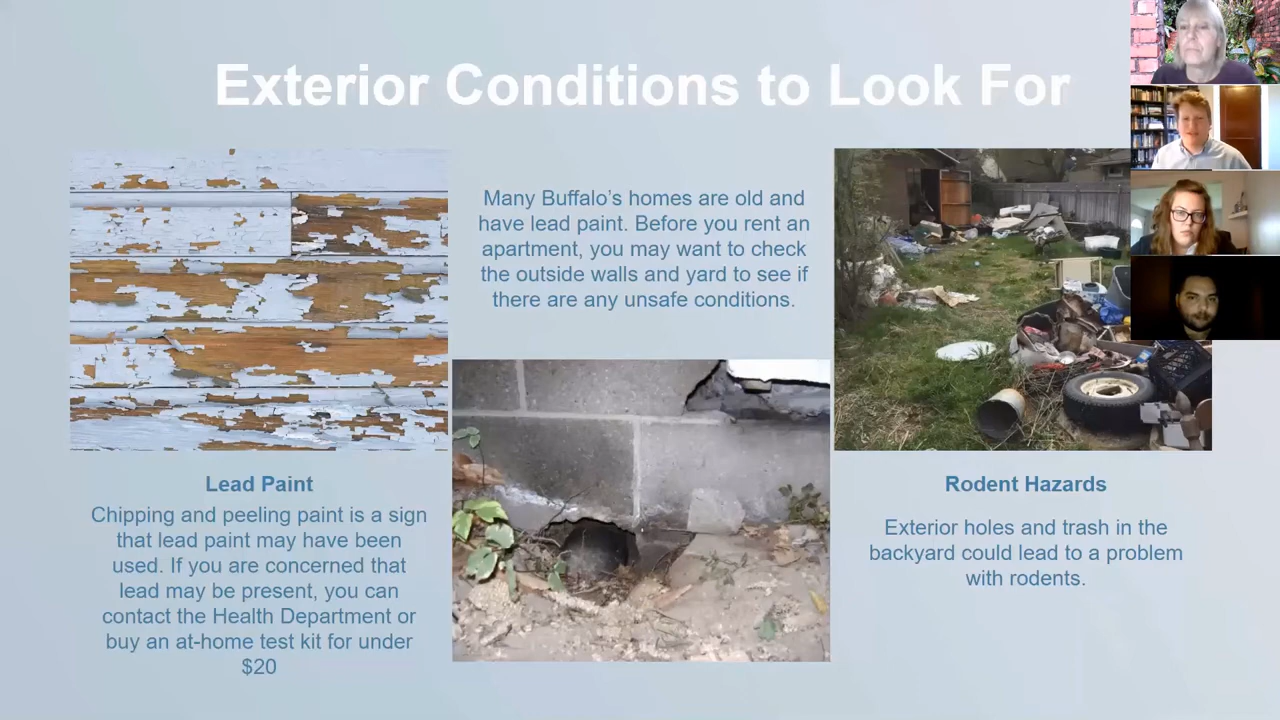 Exterior Conditions to Look For
Many Buffalo's homes are old and
have lead paint. Before you rent an
apartment, you may want to check
the outside walls and yard to see if
there are any unsafe conditions.
Lead Paint
Chipping and peeling paint is a sign
that lead paint may have been
used. If you are concerned that
lead may be present, you can
contact the Health Department or
buy an at-home test kit for under
$20
Rodent Hazards
Exterior holes and trash in the
backyard could lead to a problem
with rodents.